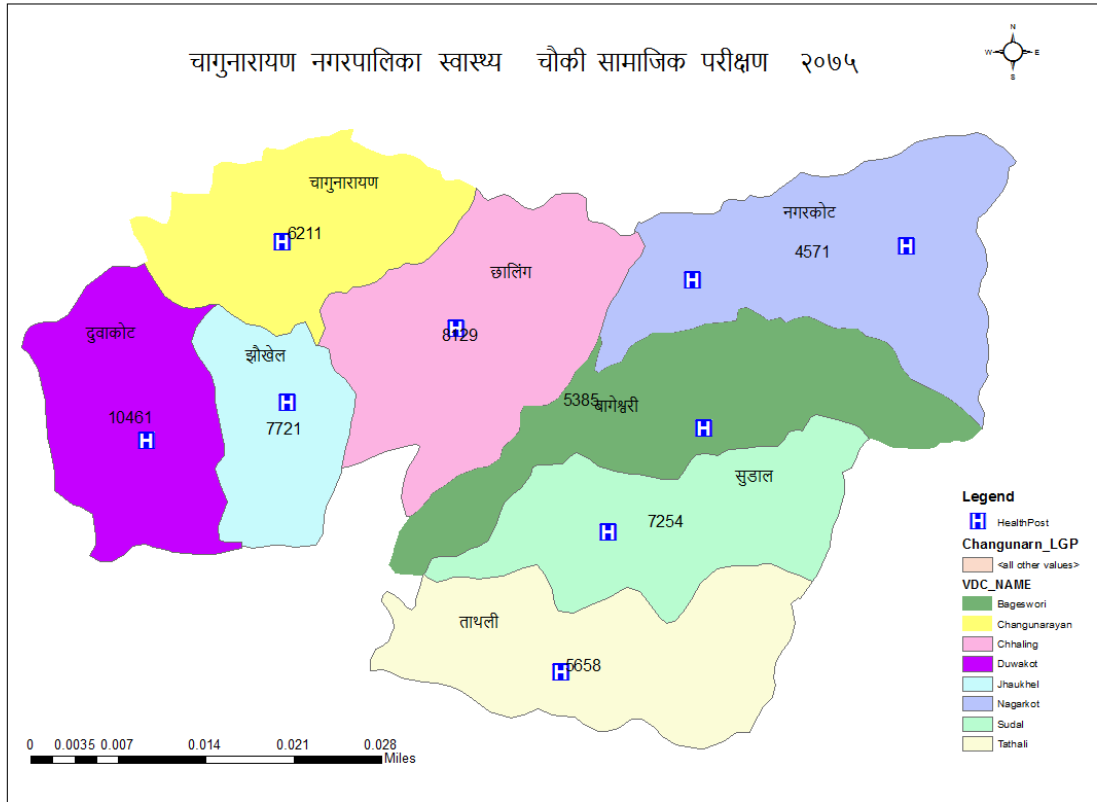 चागुनारायण नगरपालिका स्वास्थ्य चौकी सामाजिक परीक्षण २०७५
N
W E
S
चागुनारायण
6211
नगरकोट
4571
छालिंग
8129
दुवाकोट
10461
झौखेल
7721
5385
बागेश्वरी
सुडाल
7254
ताथली
5658
H
H
H
H
H
H
H
H
H
Legend
H HealthPost
Changunarn_LGP
<all other values>
VDC_NAME
Bageswori
Changunarayan
Chhaling
Duwakot
Jhaukhel
Nagarkot
Sudal
Tathali
0 0.0035 0.007 0.014 0.021 0.028
Miles